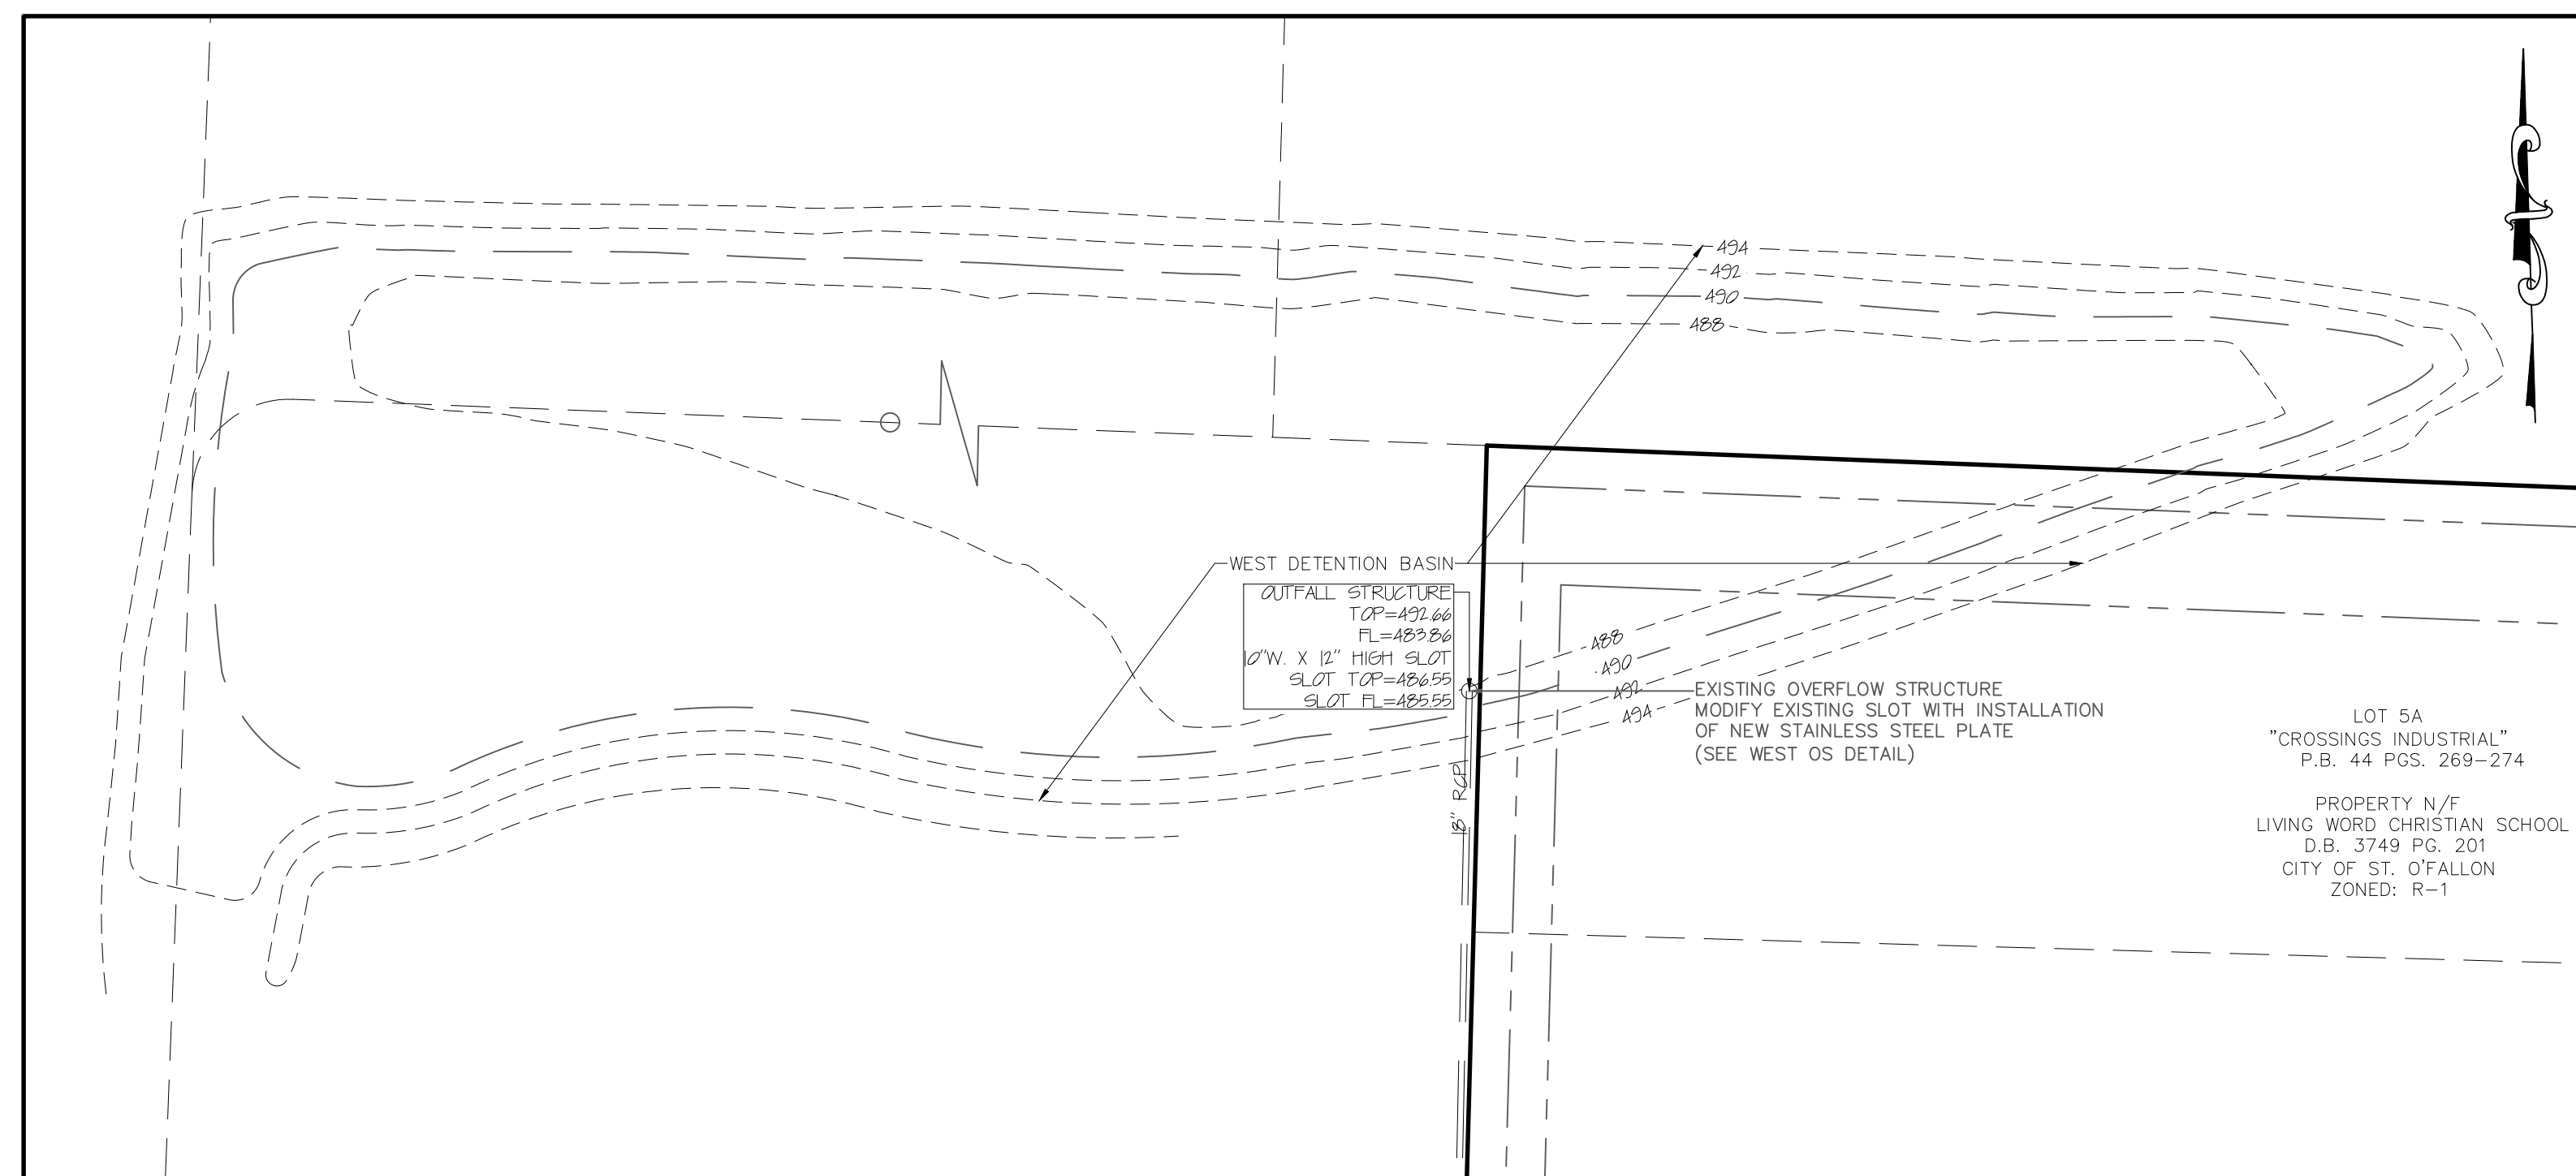 494
492
490
488
WEST DETENTION BASIN
OUTFALL STRUCTURE
TOP=492.66
FL=483.86
10"W. X 12" HIGH SLOT
SLOT TOP=486.55
SLOT FL=485.55
488
490
492
494
EXISTING OVERFLOW STRUCTURE
MODIFY EXISTING SLOT WITH INSTALLATION
OF NEW STAINLESS STEEL PLATE
(SEE WEST OS DETAIL)
18" RCP
LOT 5A
"CROSSINGS INDUSTRIAL"
P.B. 44 PGS. 269-274
PROPERTY N/F
LIVING WORD CHRISTIAN SCHOOL
D.B. 3749 PG. 201
CITY OF ST. O'FALLON
ZONED: R-1